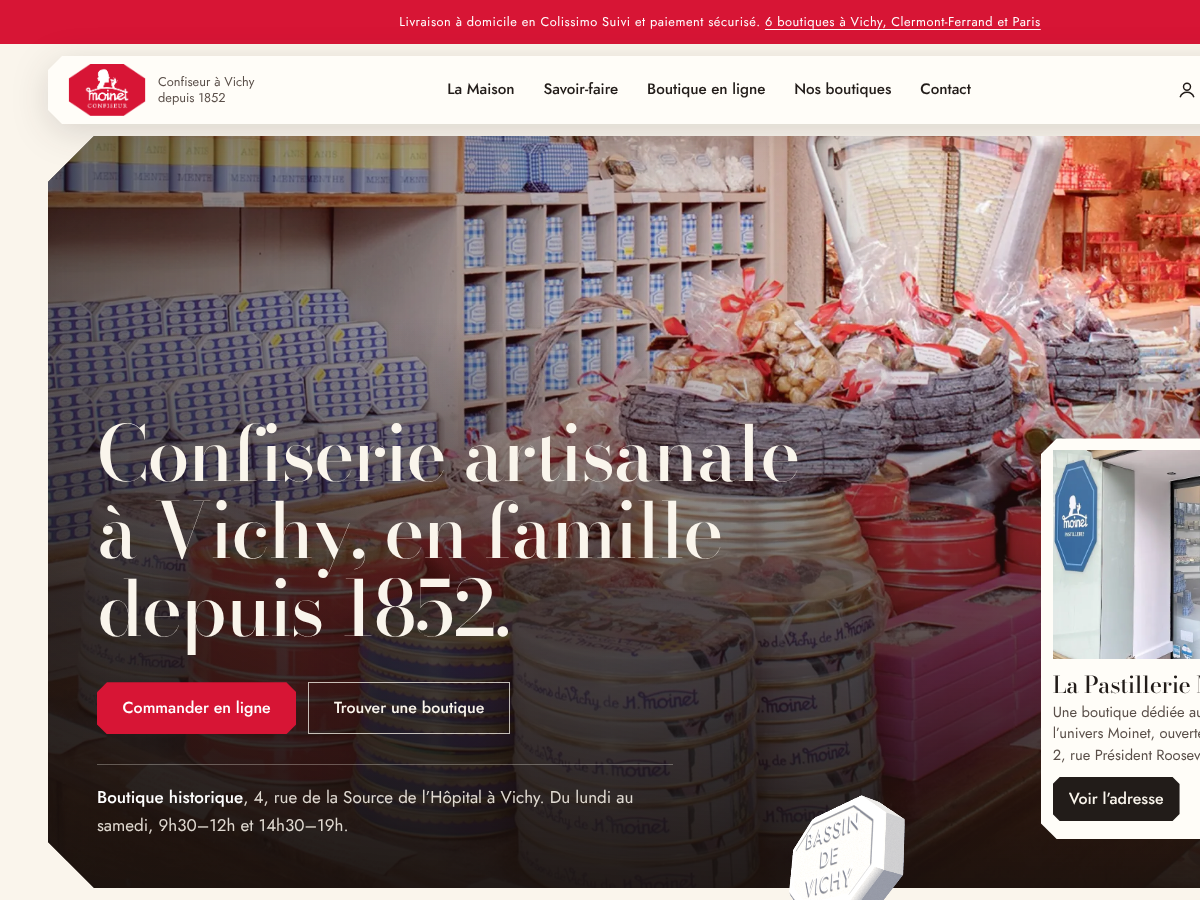 Livraison à domicile en Colissimo Suivi et paiement sécurisé. 6 boutiques à Vichy, Clermont-Ferrand et Paris
moinet
CONFISEUR
Confiseur à Vichy
depuis 1852
La Maison
Savoir-faire
Boutique en ligne
Nos boutiques
Contact
Confiserie artisanale
à Vichy, en famille
depuis 1852.
Commander en ligne
Trouver une boutique
Boutique historique, 4, rue de la Source de l’Hôpital à Vichy. Du lundi au
samedi, 9h30–12h et 14h30–19h.
BASSIN
DE
VICHY
moinet
La Pastillerie
Une boutique dédiée
l’univers Moinet,
2, rue Président
Voir l’adresse